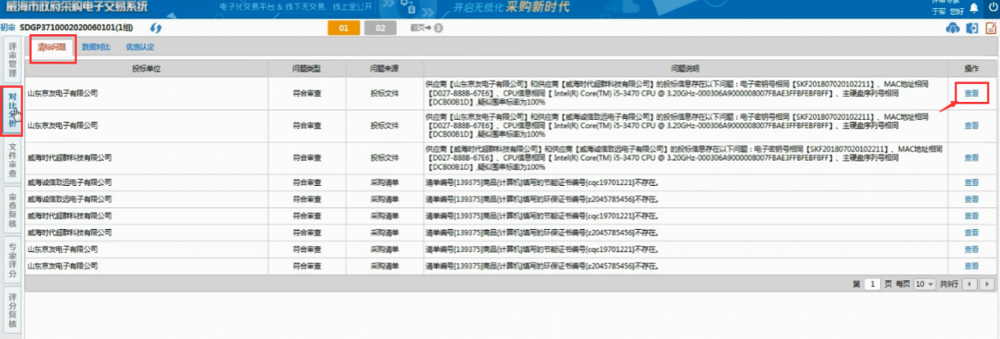 威海市政府采购电子交易系统
电子化交易平台&线下无交易、线上全公开
开启无纸化 采购新时代
于军 您好
初审 SDGP3710002020060101(1组)
01
02
翻页→1
评审管理
对比分析
文件审查
审查复核
专家评分
评分复核
清标问题 数据对比 优惠认定
投标单位 问题类型 问题来源 问题说明 操作
山东京友电子有限公司 符合审查 投标文件 供应商【山东京友电子有限公司】和供应商【威海时代超群科技有限公司】的投标信息存在以下问题：电子密钥号相同【SKF201807020102211】、MAC地址相同
【D027-888B-67E6】、CPU信息相同【 Intel(R) Core(TM) i5-3470 CPU @ 3.20GHz-000306A9000008007FBAE3FFBFEBFBFF】、主硬盘序列号相同
【DCB00B1D】,疑似围串标率为100% 查看
山东京友电子有限公司 符合审查 投标文件 供应商【山东京友电子有限公司】和供应商【威海诚信致远电子有限公司】的投标信息存在以下问题：电子密钥号相同【SKF201807020102211】、MAC地址相同
【D027-888B-67E6】、CPU信息相同【 Intel(R) Core(TM) i5-3470 CPU @ 3.20GHz-000306A9000008007FBAE3FFBFEBFBFF】、主硬盘序列号相同
【DCB00B1D】,疑似围串标率为100% 查看
威海时代超群科技有限公司 符合审查 投标文件 供应商【威海时代超群科技有限公司】和供应商【威海诚信致远电子有限公司】的投标信息存在以下问题：电子密钥号相同【SKF201807020102211】、MAC地址相同
【D027-888B-67E6】、CPU信息相同【 Intel(R) Core(TM) i5-3470 CPU @ 3.20GHz-000306A9000008007FBAE3FFBFEBFBFF】、主硬盘序列号相同
【DCB00B1D】,疑似围串标率为100% 查看
威海诚信致远电子有限公司 符合审查 采购清单 清单编号[139375]商品[计算机]填写的节能证书编号[cqc19701221]不存在。 查看
威海诚信致远电子有限公司 符合审查 采购清单 清单编号[139375]商品[计算机]填写的环保证书编号[z2045785456]不存在。 查看
威海时代超群科技有限公司 符合审查 采购清单 清单编号[139375]商品[计算机]填写的节能证书编号[cqc19701221]不存在。 查看
威海时代超群科技有限公司 符合审查 采购清单 清单编号[139375]商品[计算机]填写的环保证书编号[z2045785456]不存在。 查看
山东京友电子有限公司 符合审查 采购清单 清单编号[139375]商品[计算机]填写的节能证书编号[cqc19701221]不存在。 查看
山东京友电子有限公司 符合审查 采购清单 清单编号[139375]商品[计算机]填写的环保证书编号[z2045785456]不存在。 查看
第 1 页 每页 10 共9行